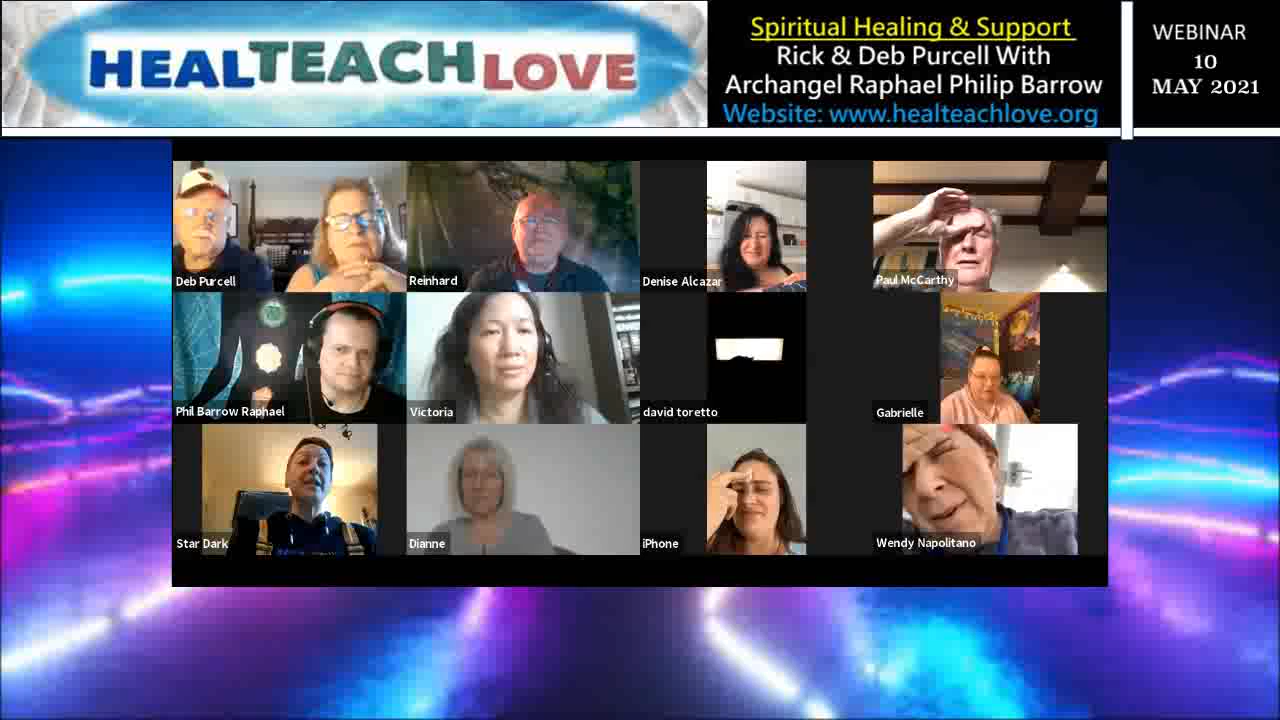 HEALTEACHLOVE
Spiritual Healing & Support
Rick & Deb Purcell With
Archangel Raphael Philip Barrow
Website: www.healteachlove.org
WEBINAR
10
MAY 2021
Deb Purcell
Reinhard
Denise Alcazar
Paul McCarthy
Phil Barrow Raphael
Victoria
david toretto
Gabrielle
Star Dark
Dianne
iPhone
Wendy Napolitano